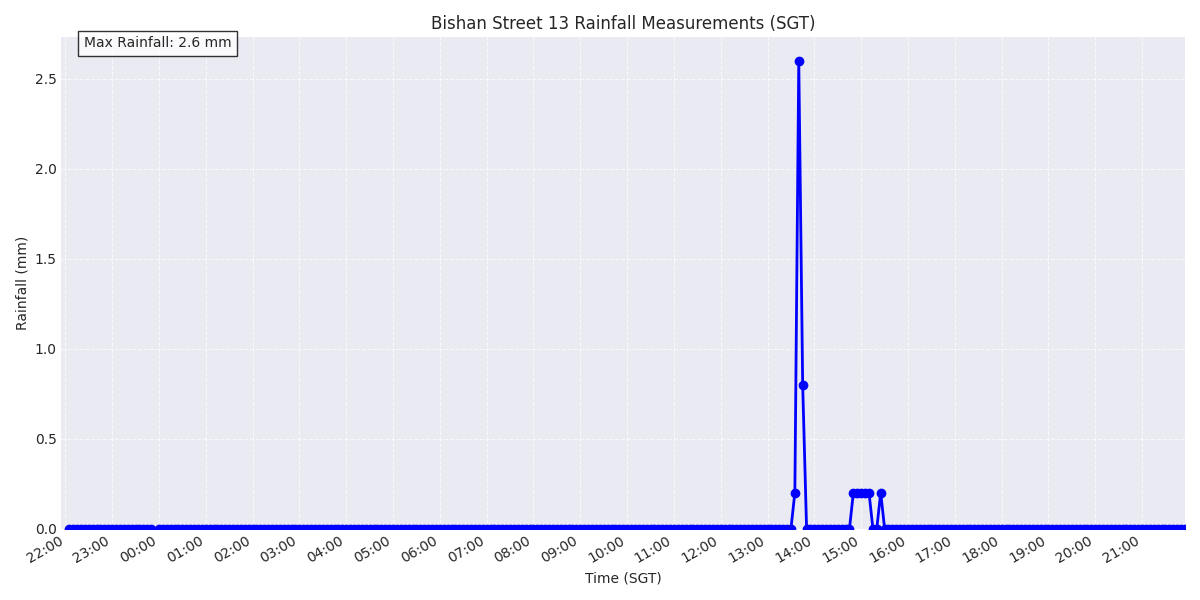 Bishan Street 13 Rainfall Measurements (SGT)
Max Rainfall: 2.6 mm
2.5
2.0
1.5
1.0
0.5
0.0
Rainfall (mm)
22:00 23:00 00:00 01:00 02:00 03:00 04:00 05:00 06:00 07:00 08:00 09:00 10:00 11:00 12:00 13:00 14:00 15:00 16:00 17:00 18:00 19:00 20:00 21:00
Time (SGT)